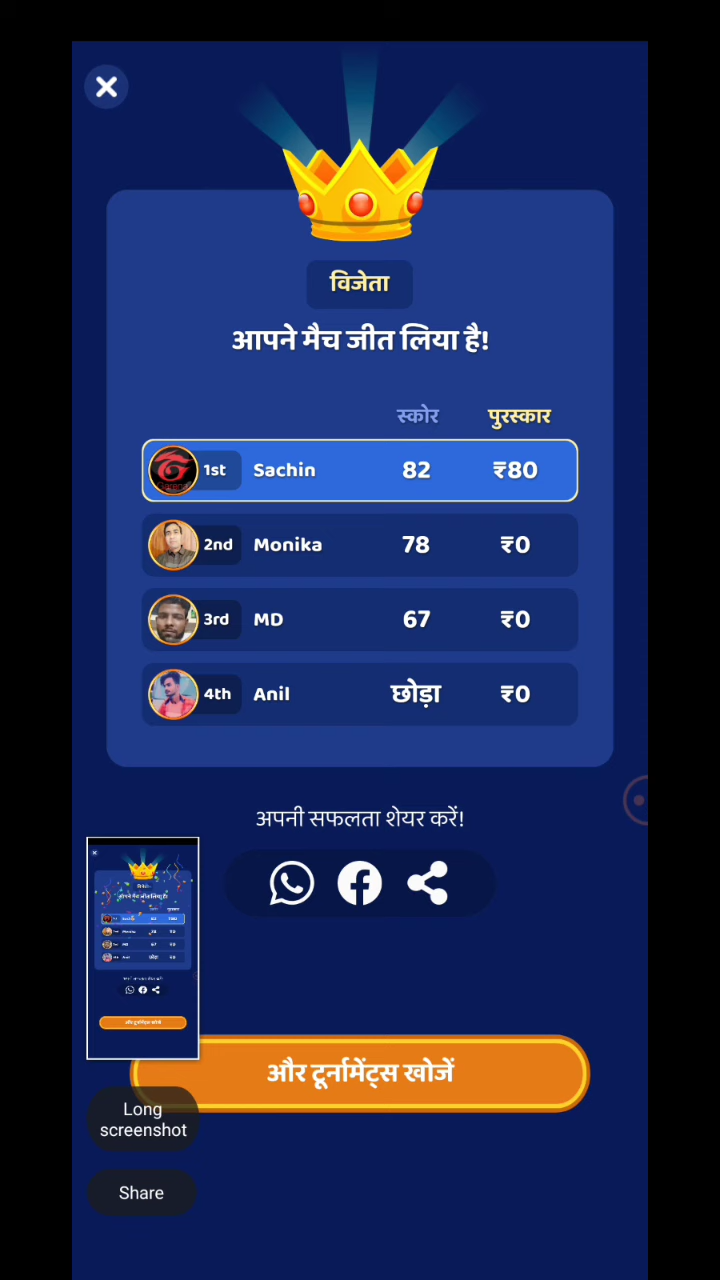 विजेता
आपने मैच जीत लिया है!
स्कोर पुरस्कार
1st Sachin 82 ₹80
2nd Monika 78 ₹0
3rd MD 67 ₹0
4th Anil छोड़ा ₹0
अपनी सफलता शेयर करें!
और टूर्नामेंट्स खोजें
Long
screenshot
Share